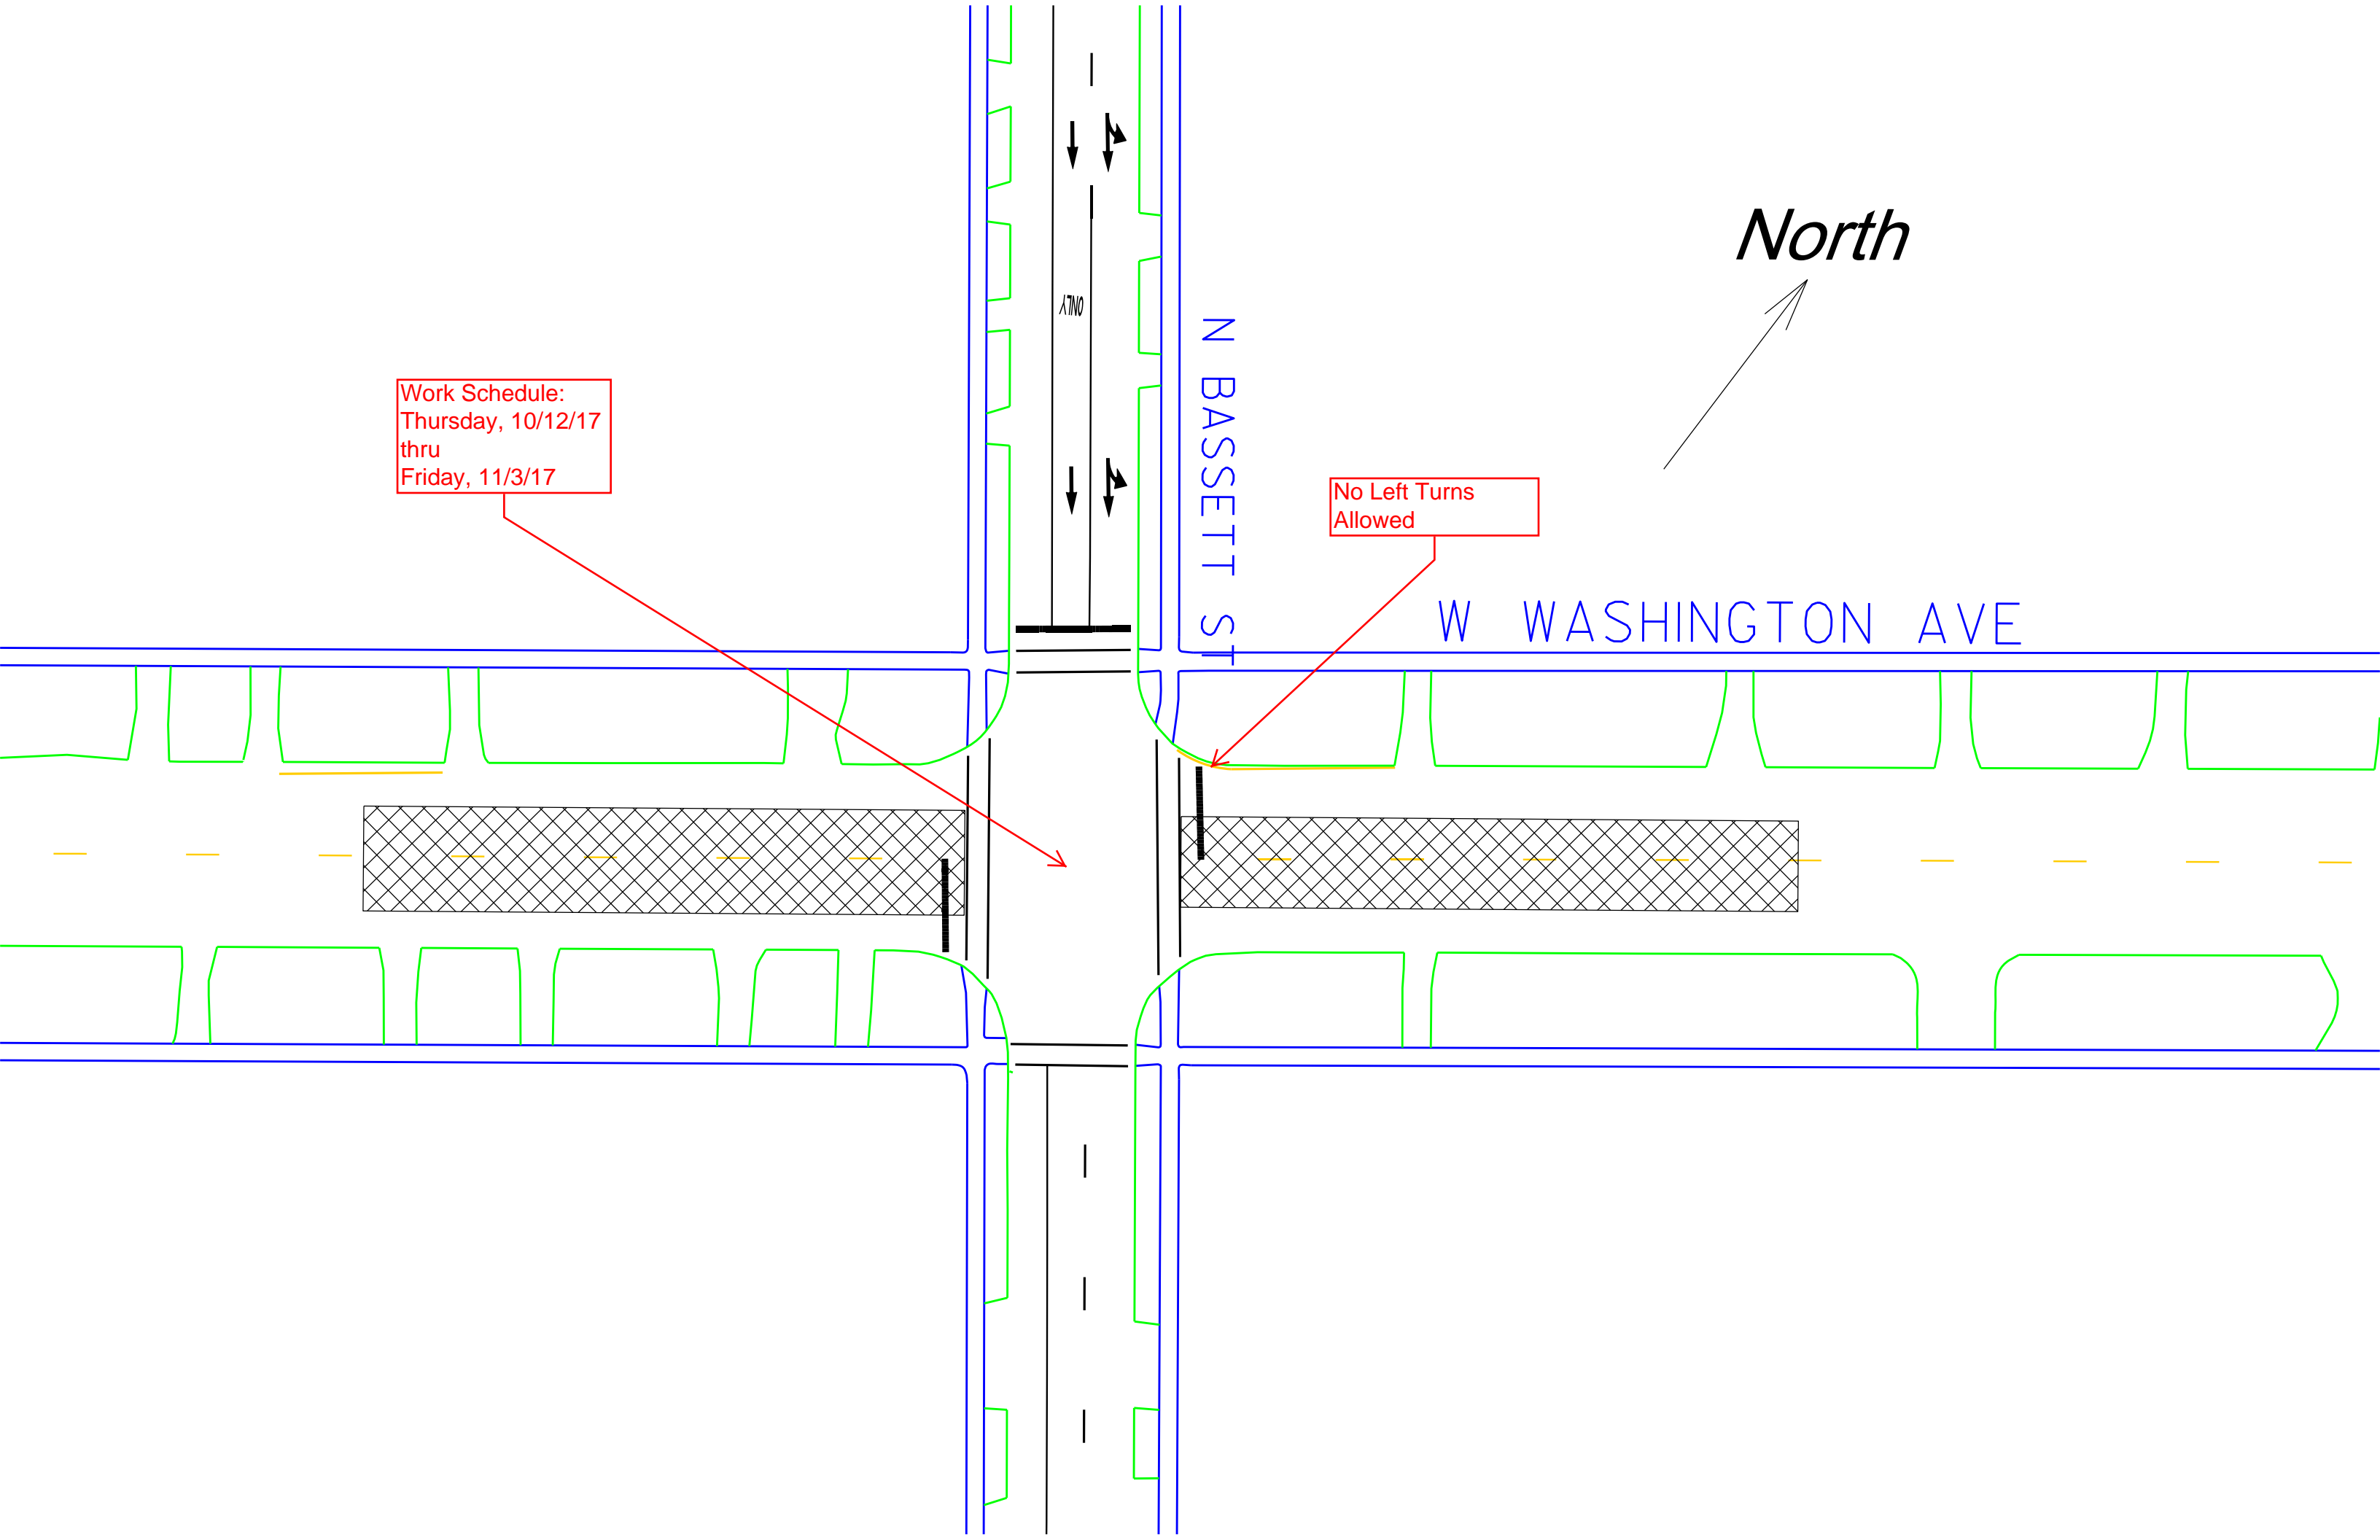 North
ONLY
N BASSETT ST
Work Schedule:
Thursday, 10/12/17
thru
Friday, 11/3/17
No Left Turns
Allowed
W WASHINGTON AVE